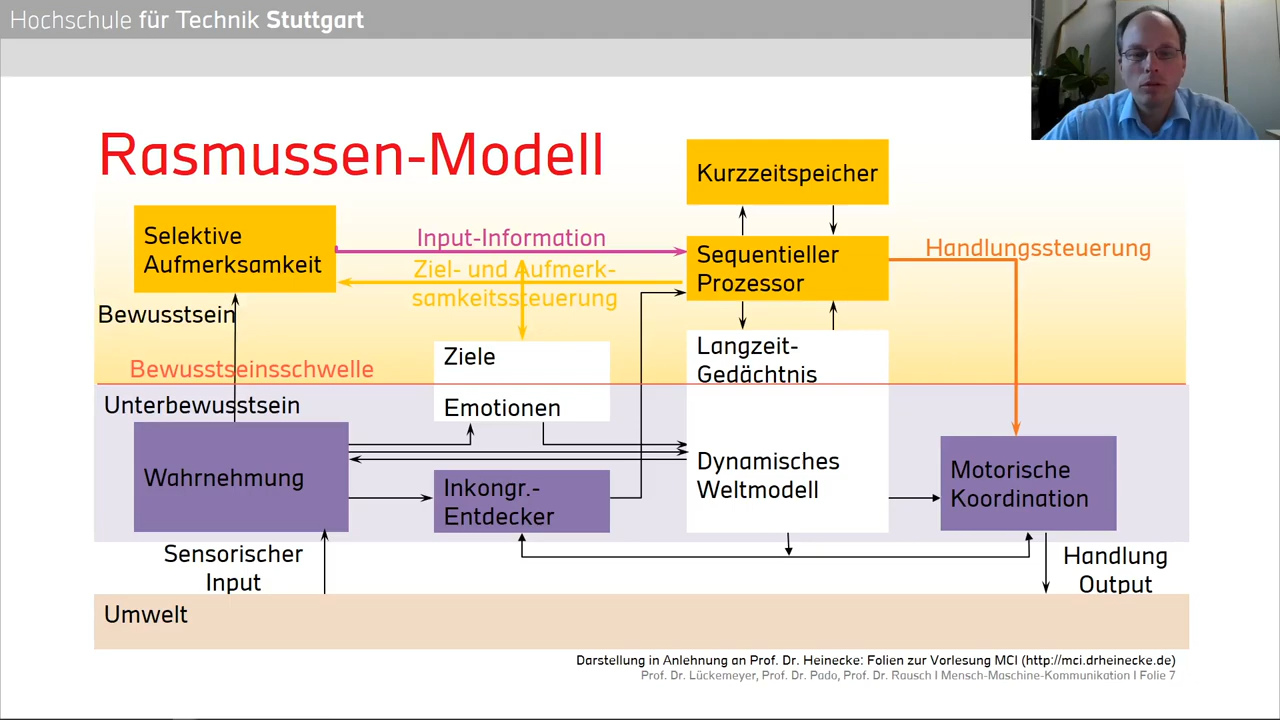 Hochschule für Technik Stuttgart
Rasmussen-Modell
Kurzzeitspeicher
Selektive
Aufmerksamkeit
Input-Information
Ziel- und Aufmerk-
samkeitssteuerung
Sequentieller
Prozessor
Handlungssteuerung
Bewusstsein
Bewusstseinsschwelle
Unterbewusstsein
Ziele
Emotionen
Langzeit-
Gedächtnis
Wahrnehmung
Inkongr.-
Entdecker
Dynamisches
Weltmodell
Motorische
Koordination
Sensorischer
Input
Handlung
Output
Umwelt
Darstellung in Anlehnung an Prof. Dr. Heinecke: Folien zur Vorlesung MCI (http://mci.drheinecke.de)
Prof. Dr. Lückemeyer, Prof. Dr. Pado, Prof. Dr. Rausch I Mensch-Maschine-Kommunikation I Folie 7